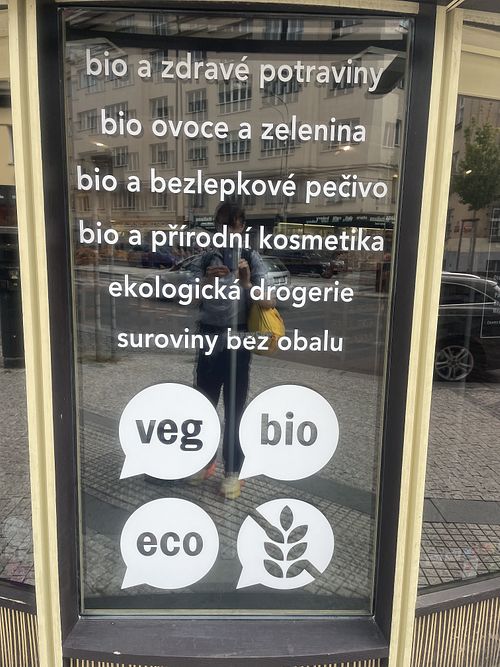 bio a zdravé potraviny
bio ovoce a zelenina
bio a bezlepkové pečivo
bio a přírodní kosmetika
ekologická drogerie
suroviny bez obalu
veg
bio
eco